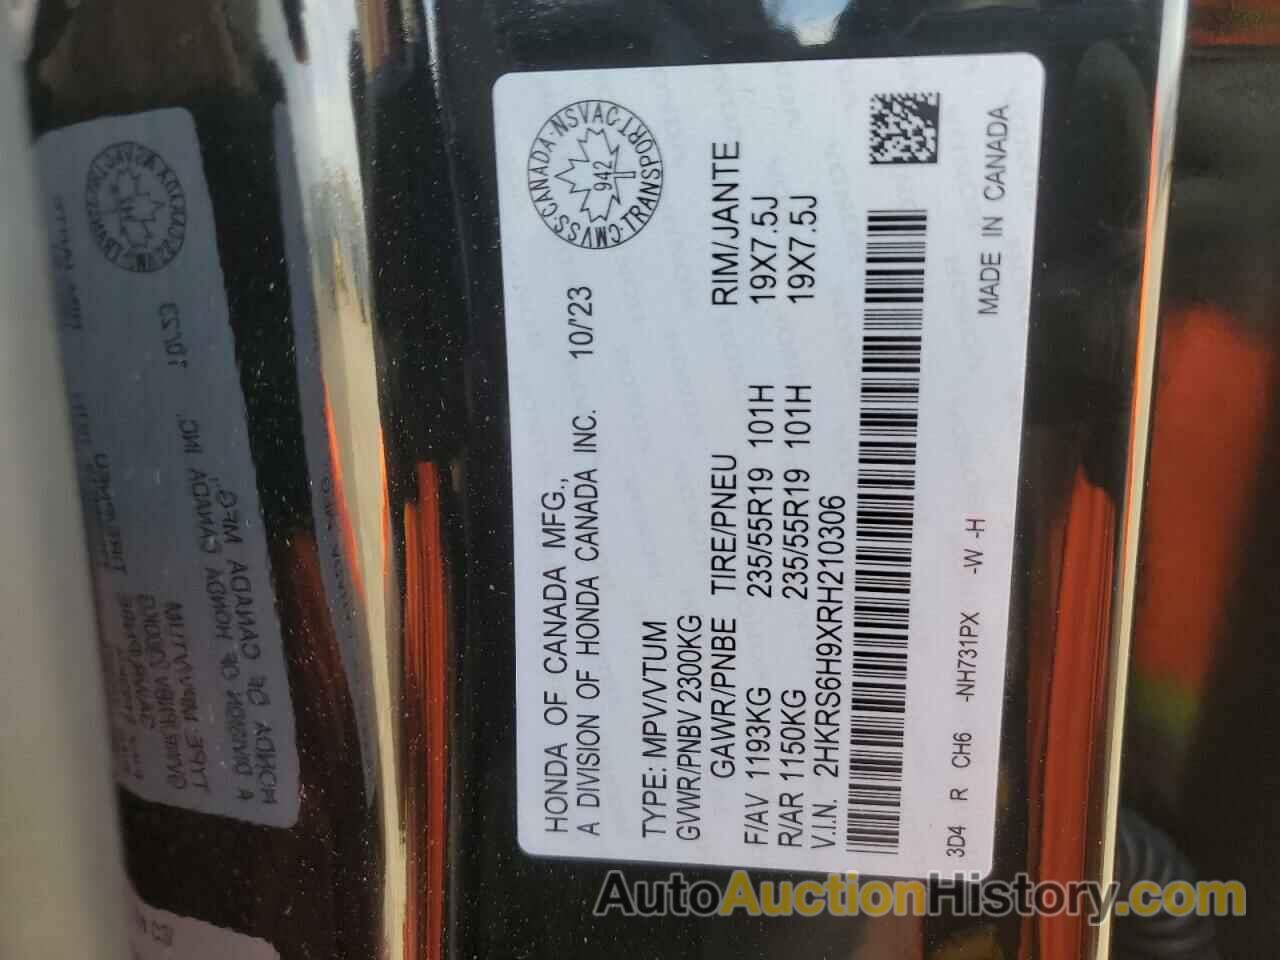 HONDA OF CANADA MFG.,
A DIVISION OF HONDA CANADA INC. 10/'23
CMVSS·CANADA·NSVAC·TRANSPORT
942
TYPE: MPV/VTUM
GWWR/PNBV 2300KG
GAWR/PNBE TIRE/PNEU RIM/JANTE
F/AV 1193KG 235/55R19 101H 19X7.5J
R/AR 1150KG 235/55R19 101H 19X7.5J
V.I.N. 2HKRS6H9XRH210306
3D4 R CH6 -NH731PX -W -H MADE IN CANADA
AutoAuctionHistory.com